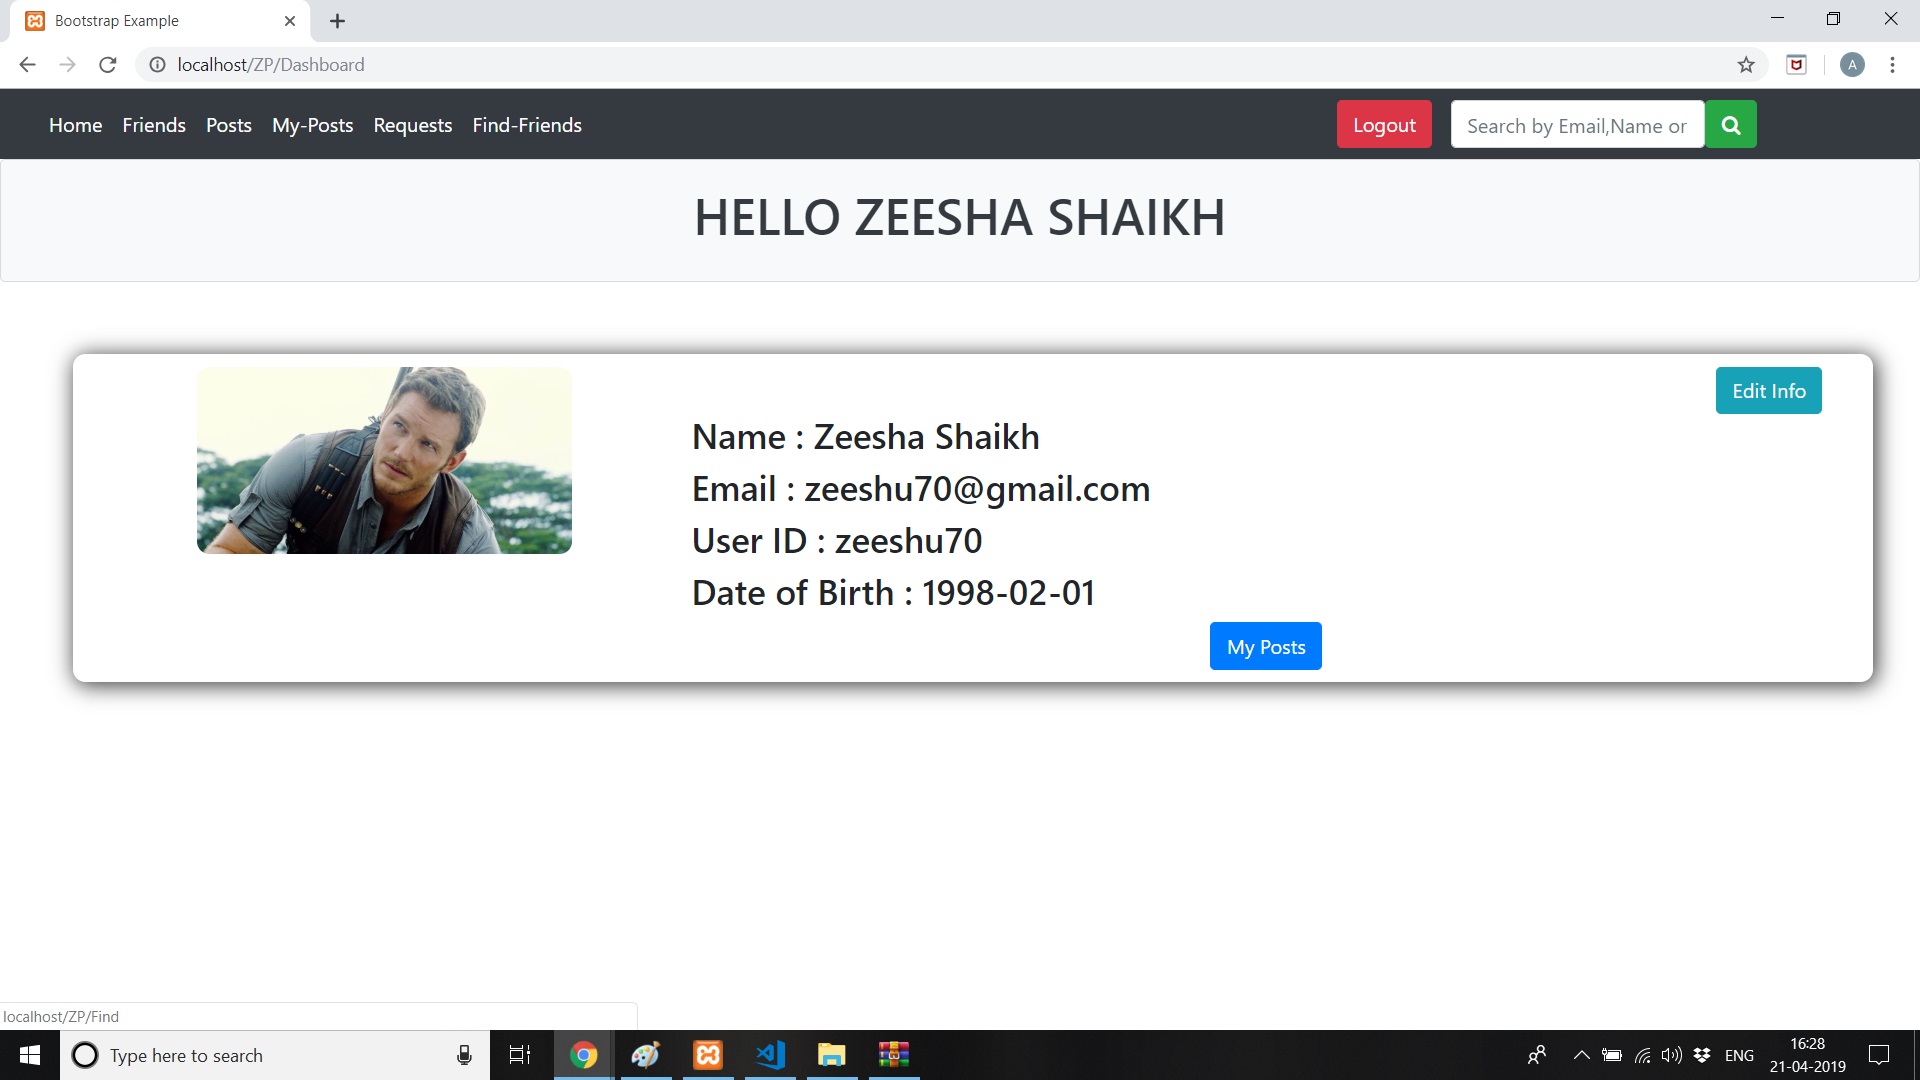 Bootstrap Example
localhost/ZP/Dashboard
A
Home Friends Posts My-Posts Requests Find-Friends Logout Search by Email,Name or
HELLO ZEESHA SHAIKH
Edit Info
Name : Zeesha Shaikh
Email : zeeshu70@gmail.com
User ID : zeeshu70
Date of Birth : 1998-02-01
My Posts
localhost/ZP/Find
Type here to search
ENG
16:28
21-04-2019